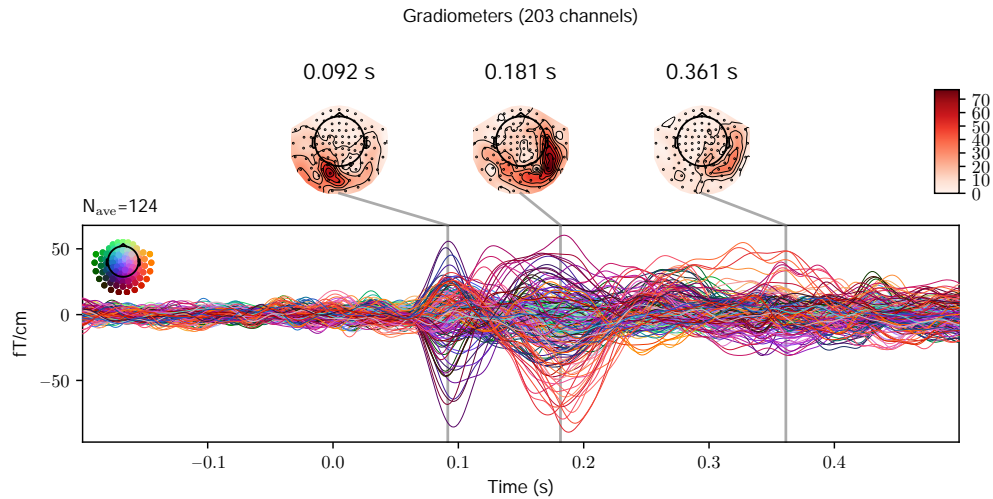 Gradiometers (203 channels)
0.092 s
0.181 s
0.361 s
70
60
50
40
30
20
10
0
Nave=124
50
0
−50
fT/cm
−0.1
0.0
0.1
0.2
0.3
0.4
Time (s)